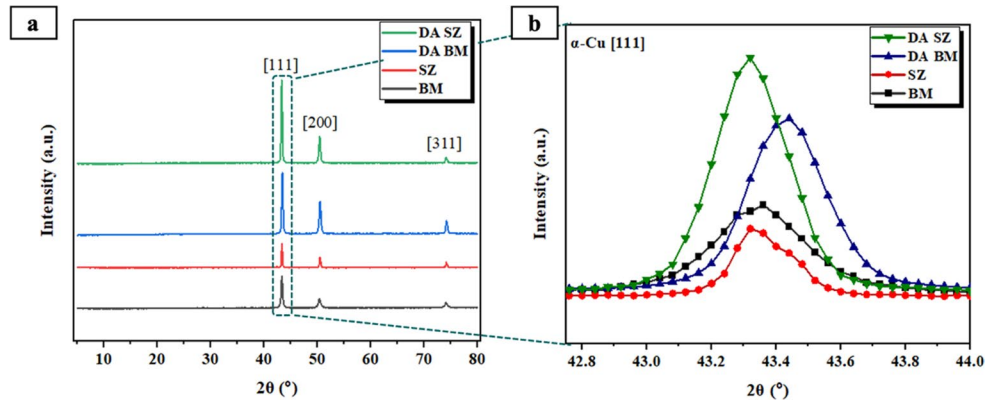 a
DA SZ
DA BM
SZ
BM
[111]
[200]
[311]
Intensity (a.u.)
10 20 30 40 50 60 70 80
2θ (°)
b
α-Cu [111]
DA SZ
DA BM
SZ
BM
Intensity (a.u.)
42.8 43.0 43.2 43.4 43.6 43.8 44.0
2θ (°)